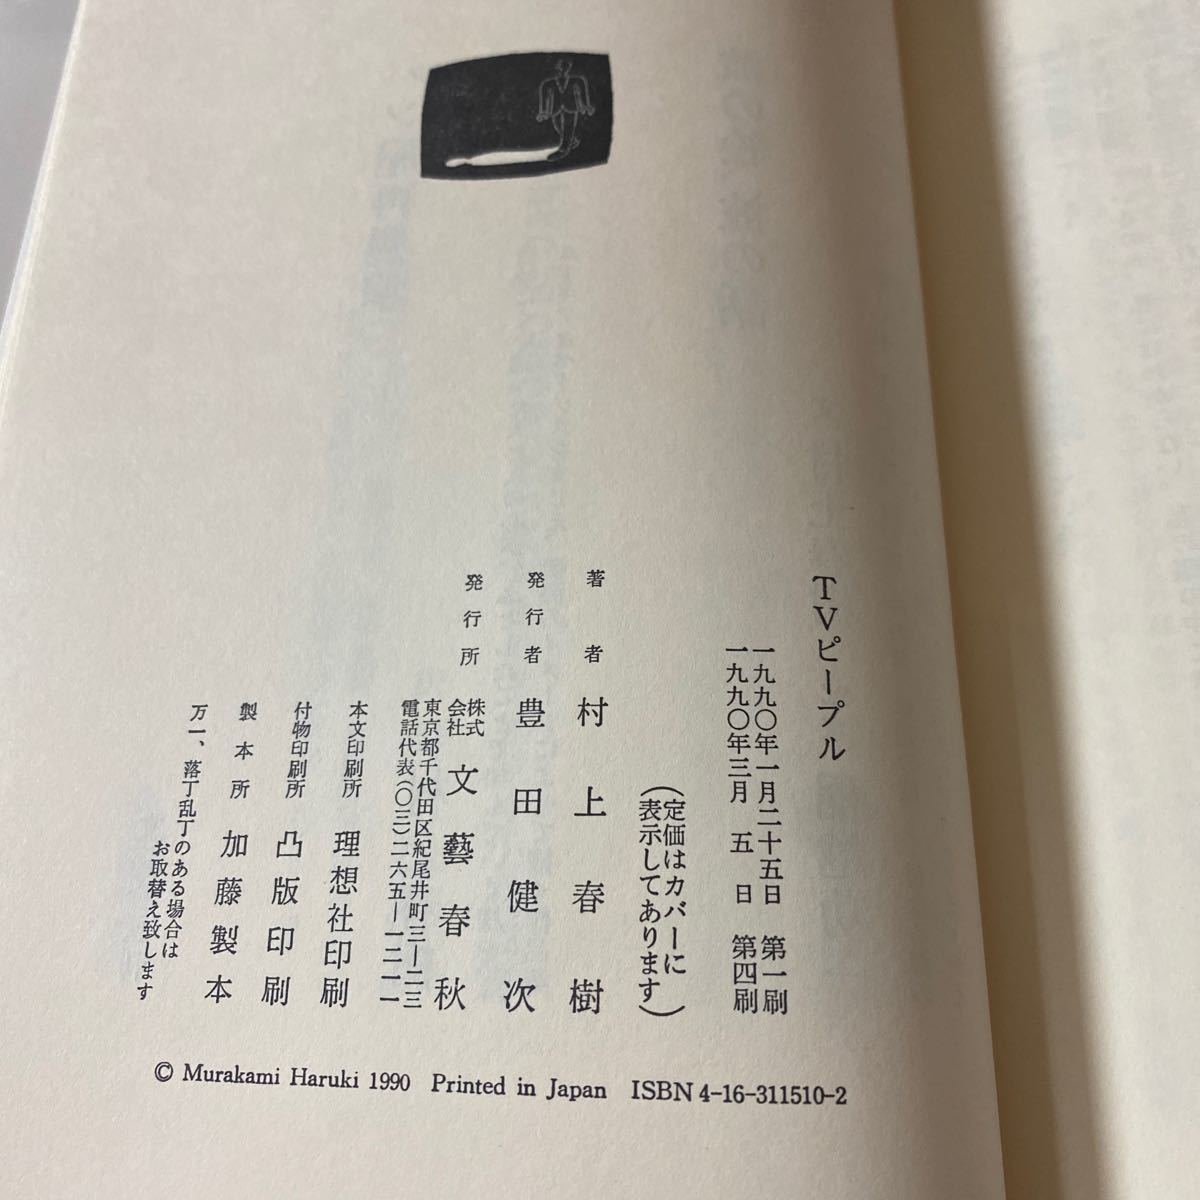 TVピープル
一九九〇年一月二十五日　第一刷
一九九〇年三月　五　日　第四刷
（定価はカバーに
表示してあります）
著　者　村上春樹
発行者　豊田健次
発行所　株式会社　文藝春秋
東京都千代田区紀尾井町三—二三
電話代表（〇三）二六五—一二一一
本文印刷所　理想社印刷
付物印刷所　凸版印刷
製本所　加藤製本
万一、落丁乱丁のある場合は
お取替え致します
© Murakami Haruki 1990　Printed in Japan　ISBN 4-16-311510-2